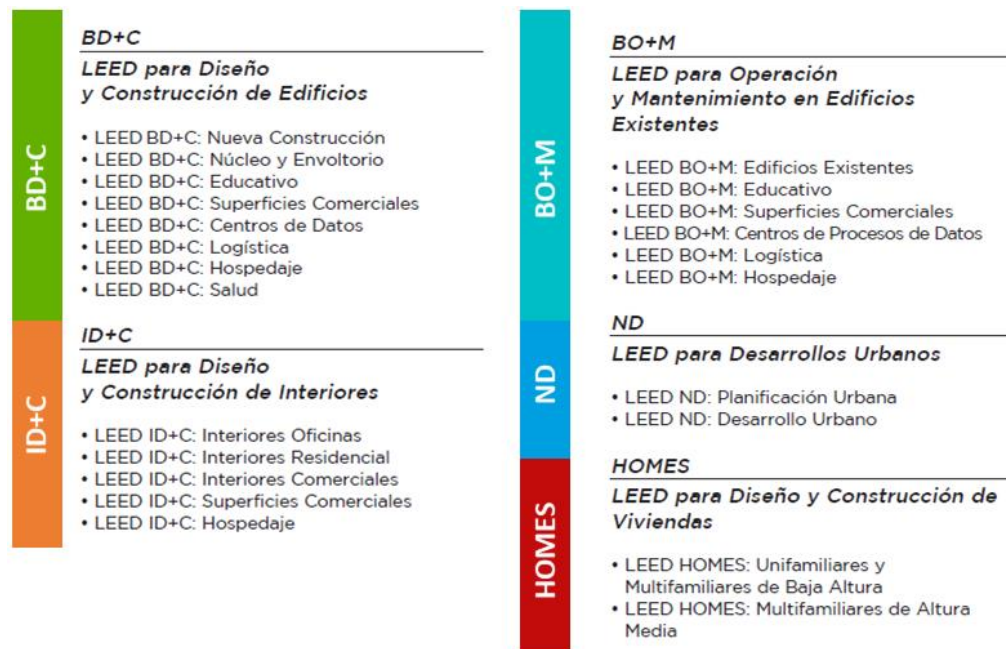 BD+C
BD+C
LEED para Diseño
y Construcción de Edificios
• LEED BD+C: Nueva Construcción
• LEED BD+C: Núcleo y Envoltorio
• LEED BD+C: Educativo
• LEED BD+C: Superficies Comerciales
• LEED BD+C: Centros de Datos
• LEED BD+C: Logística
• LEED BD+C: Hospedaje
• LEED BD+C: Salud
ID+C
ID+C
LEED para Diseño
y Construcción de Interiores
• LEED ID+C: Interiores Oficinas
• LEED ID+C: Interiores Residencial
• LEED ID+C: Interiores Comerciales
• LEED ID+C: Superficies Comerciales
• LEED ID+C: Hospedaje
BO+M
BO+M
LEED para Operación
y Mantenimiento en Edificios
Existentes
• LEED BO+M: Edificios Existentes
• LEED BO+M: Educativo
• LEED BO+M: Superficies Comerciales
• LEED BO+M: Centros de Procesos de Datos
• LEED BO+M: Logística
• LEED BO+M: Hospedaje
ND
ND
LEED para Desarrollos Urbanos
• LEED ND: Planificación Urbana
• LEED ND: Desarrollo Urbano
HOMES
HOMES
LEED para Diseño y Construcción de
Viviendas
• LEED HOMES: Unifamiliares y
Multifamiliares de Baja Altura
• LEED HOMES: Multifamiliares de Altura
Media